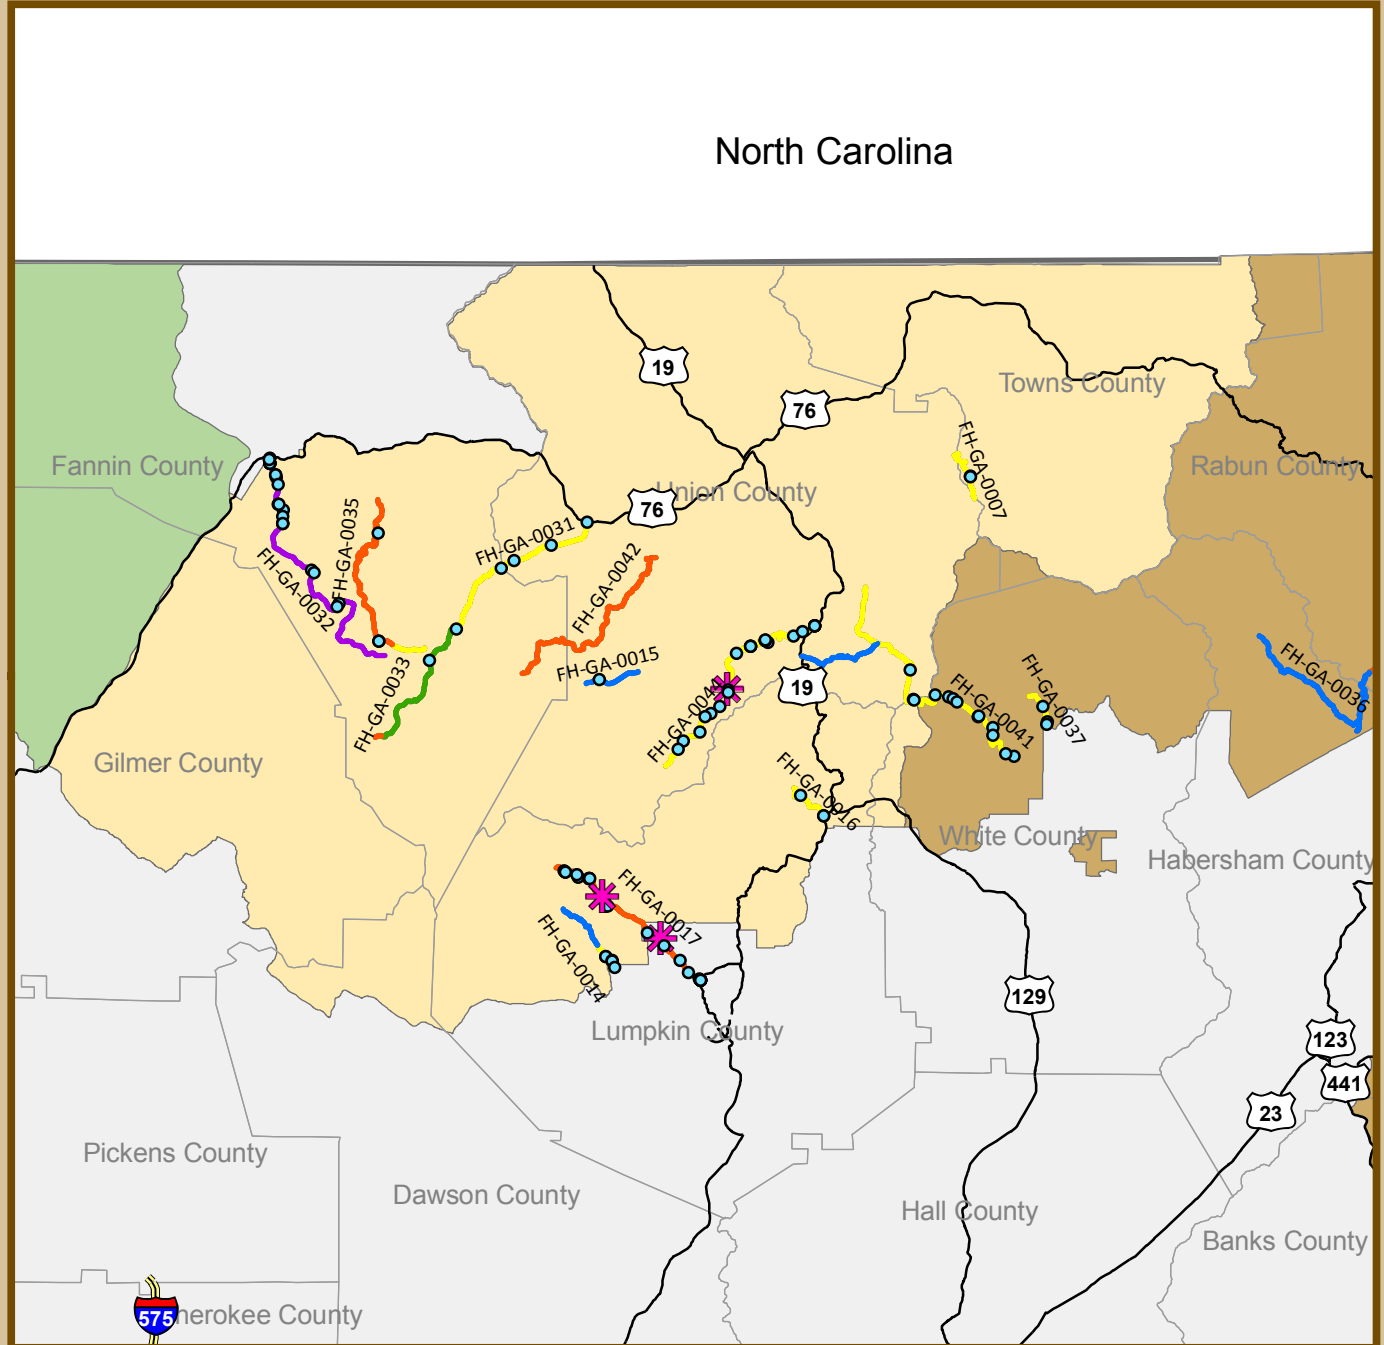 North Carolina
19
Towns County
76
FH-GA-0007
Fannin County
Rabun County
Union County
76
FH-GA-0035
FH-GA-0031
FH-GA-0042
FH-GA-0032
FH-GA-0033
FH-GA-0015
19
FH-GA-0041
FH-GA-0037
FH-GA-0036
Gilmer County
FH-GA-0016
White County
Habersham County
FH-GA-0017
FH-GA-0014
129
Lumpkin County
123
441
23
Pickens County
Dawson County
Hall County
Banks County
575
herokee County